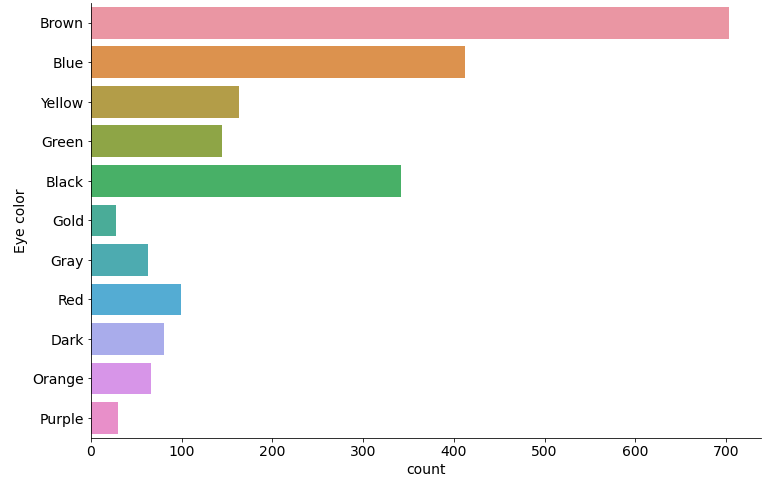 Brown
Blue
Yellow
Green
Black
Gold
Gray
Red
Dark
Orange
Purple
Eye color
0 100 200 300 400 500 600 700
count